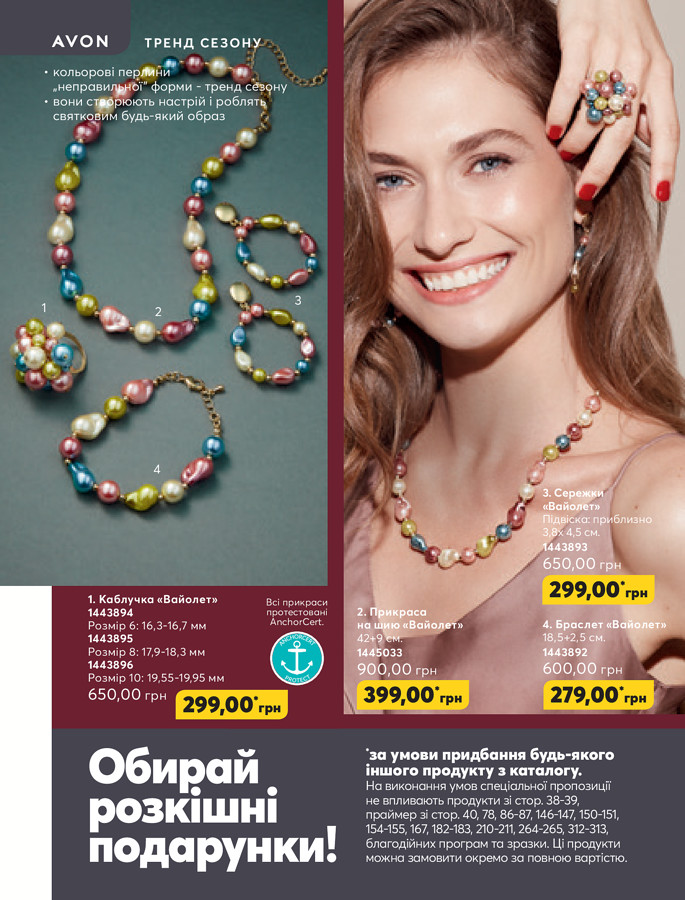 AVON
ТРЕНД СЕЗОНУ
• кольорові перлини
„неправильної" форми - тренд сезону
• вони створюють настрій і роблять
святковим будь-який образ
1
2
3
4
3. Сережки
«Вайолет»
Підвіска: приблизно
3,8x 4,5 см.
1443893
650,00 грн
299,00*грн
1. Каблучка «Вайолет»
1443894
Розмір 6: 16,3-16,7 мм
1443895
Розмір 8: 17,9-18,3 мм
1443896
Розмір 10: 19,55-19,95 мм
650,00 грн
299,00*грн
Всі прикраси
протестовані
AnchorCert.
ANCHORCERT
PROTECT
2. Прикраса
на шию «Вайолет»
42+9 см.
1445033
900,00 грн
399,00*грн
4. Браслет «Вайолет»
18,5+2,5 см.
1443892
600,00 грн
279,00*грн
Обирай
розкішні
подарунки!
*за умови придбання будь-якого
іншого продукту з каталогу.
На виконання умов спеціальної пропозиції
не впливають продукти зі стор. 38-39,
праймер зі стор. 40, 78, 86-87, 146-147, 150-151,
154-155, 167, 182-183, 210-211, 264-265, 312-313,
благодійних програм та зразки. Ці продукти
можна замовити окремо за повною вартістю.